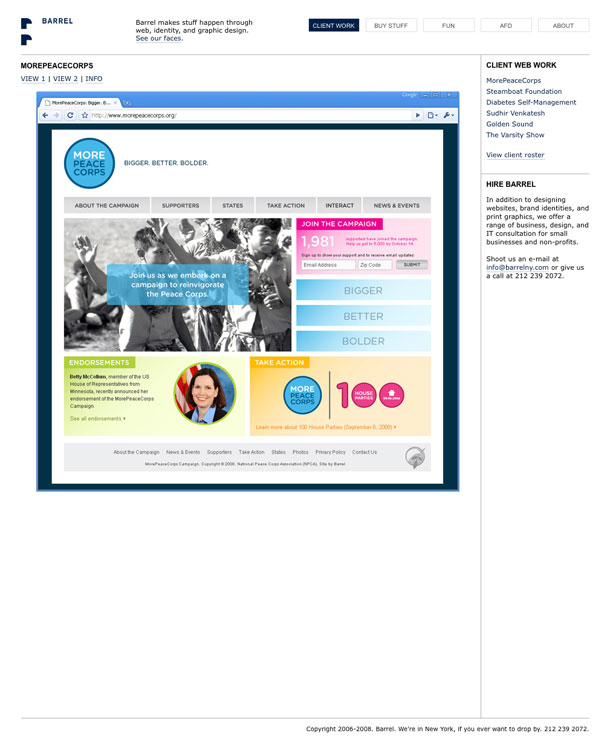 BARREL
Barrel makes stuff happen through
web, identity, and graphic design.
See our faces.
CLIENT WORK
BUY STUFF
FUN
AFD
ABOUT
MOREPEACECORPS
VIEW 1 | VIEW 2 | INFO
Google
MorePeaceCorps: Bigger. B...
http://www.morepeacecorps.org/
MORE
PEACE
CORPS
BIGGER. BETTER. BOLDER.
ABOUT THE CAMPAIGN
SUPPORTERS
STATES
TAKE ACTION
INTERACT
NEWS & EVENTS
Join us as we embark on a
campaign to reinvigorate
the Peace Corps.
JOIN THE CAMPAIGN
1,981
supporters have joined the campaign.
Help us get to 5,000 by October 14.
Sign up to show your support and to receive email updates:
Email Address
Zip Code
SUBMIT
BIGGER
BETTER
BOLDER
ENDORSEMENTS
Betty McCollum, member of the US
House of Representatives from
Minnesota, recently announced her
endorsement of the MorePeaceCorps
Campaign.
See all endorsements
TAKE ACTION
MORE
PEACE
CORPS
100
HOUSE
PARTIES
Learn more about 100 House Parties (September 6, 2008)
About the Campaign News & Events Supporters Take Action States Photos Privacy Policy Contact Us
MorePeaceCorps Campaign, Copyright © 2008. National Peace Corps Association (NPCA). Site by Barrel
CLIENT WEB WORK
MorePeaceCorps
Steamboat Foundation
Diabetes Self-Management
Sudhir Venkatesh
Golden Sound
The Varsity Show
View client roster
HIRE BARREL
In addition to designing
websites, brand identities, and
print graphics, we offer a
range of business, design, and
IT consultation for small
businesses and non-profits.
Shoot us an e-mail at
info@barrelny.com or give us
a call at 212 239 2072.
Copyright 2006-2008. Barrel. We're in New York, if you ever want to drop by. 212 239 2072.